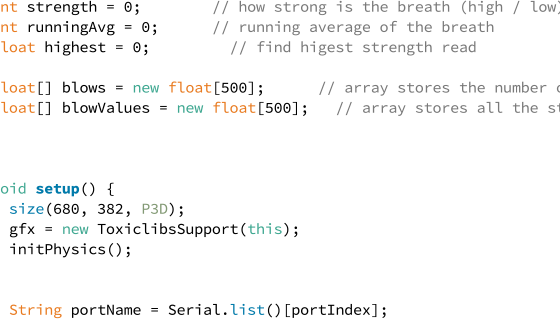 nt strength = 0; // how strong is the breath (high / low)
nt runningAvg = 0; // running average of the breath
loat highest = 0; // find higest strength read
loat[] blows = new float[500]; // array stores the number o
loat[] blowValues = new float[500]; // array stores all the st
oid setup() {
size(680, 382, P3D);
gfx = new ToxiclibsSupport(this);
initPhysics();
String portName = Serial.list()[portIndex];